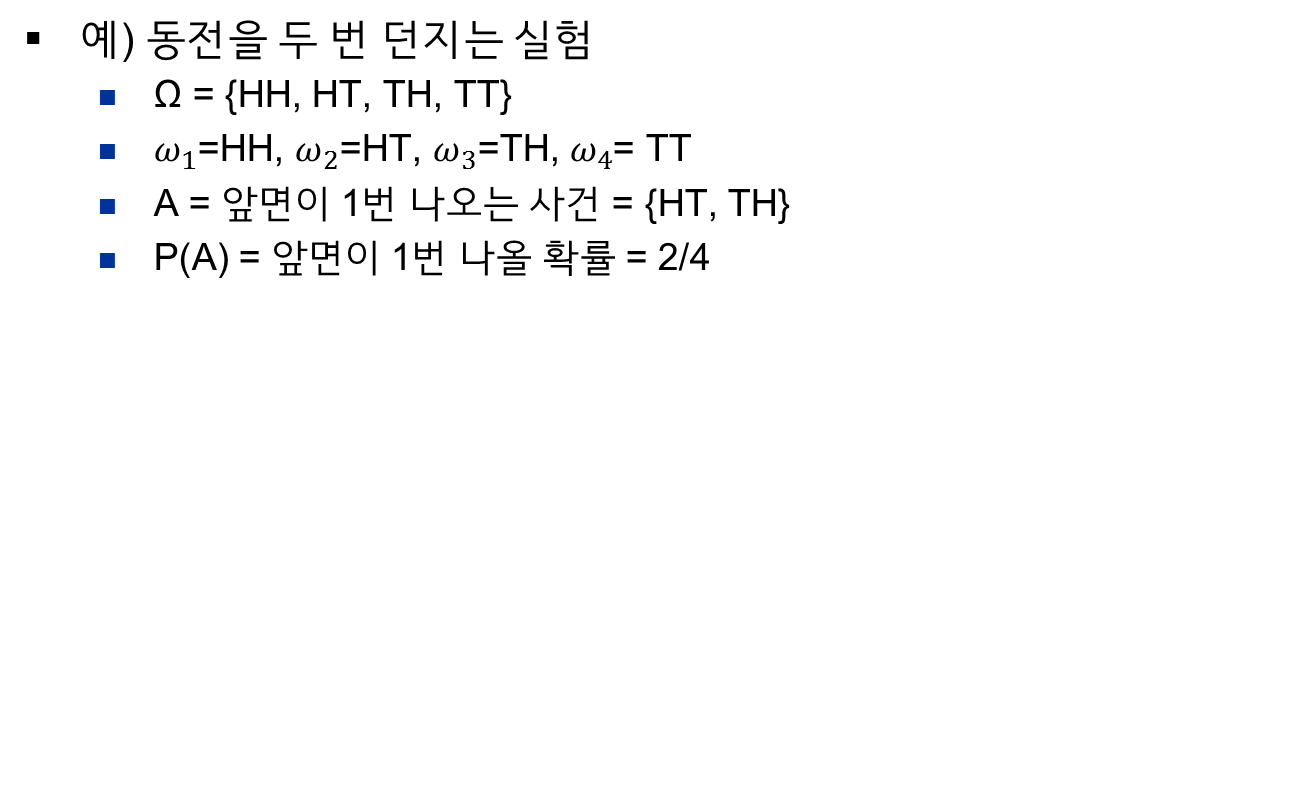 ▪ 예) 동전을 두 번 던지는 실험
▪ Ω = {HH, HT, TH, TT}
▪ 𝜔₁=HH, 𝜔₂=HT, 𝜔₃=TH, 𝜔₄= TT
▪ A = 앞면이 1번 나오는 사건 = {HT, TH}
▪ P(A) = 앞면이 1번 나올 확률 = 2/4